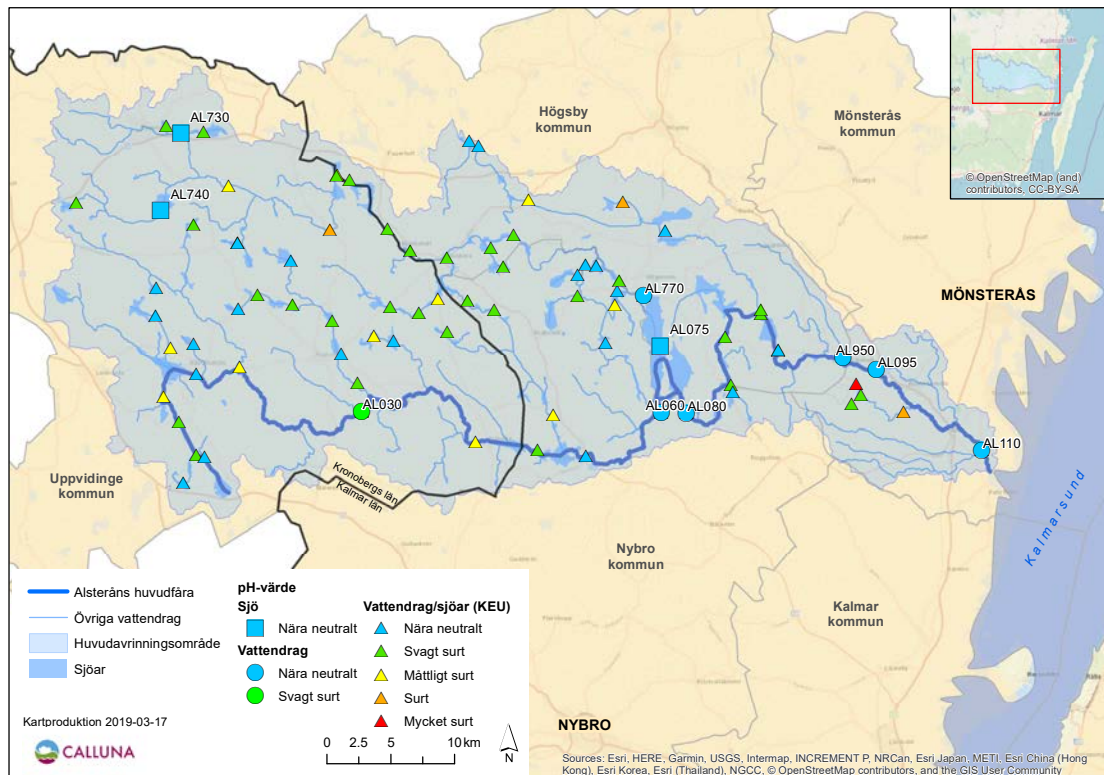 AL730
Högsby
kommun
Mönsterås
kommun
© OpenStreetMap (and)
contributors, CC-BY-SA
Kalmar
AL740
MÖNSTERÅS
AL770
AL075
AL950
AL095
AL030
AL060
AL080
AL110
Uppvidinge
kommun
Kronobergs län
Kalmar län
Kalmarsund
Nybro
kommun
Kalmar
kommun
NYBRO
Alsteråns huvudfåra
Övriga vattendrag
Huvudavrinningsområde
Sjöar
pH-värde
Sjö
Nära neutralt
Vattendrag
Nära neutralt
Svagt surt
Vattendrag/sjöar (KEU)
Nära neutralt
Svagt surt
Måttligt surt
Surt
Mycket surt
Kartproduktion 2019-03-17
CALLUNA
0 5 10 km
N
Sources: Esri, HERE, Garmin, USGS, Intermap, INCREMENT P, NRCan, Esri Japan, METI, Esri China (Hong
Kong), Esri Korea, Esri (Thailand), NGCC, © OpenStreetMap contributors, and the GIS User Community